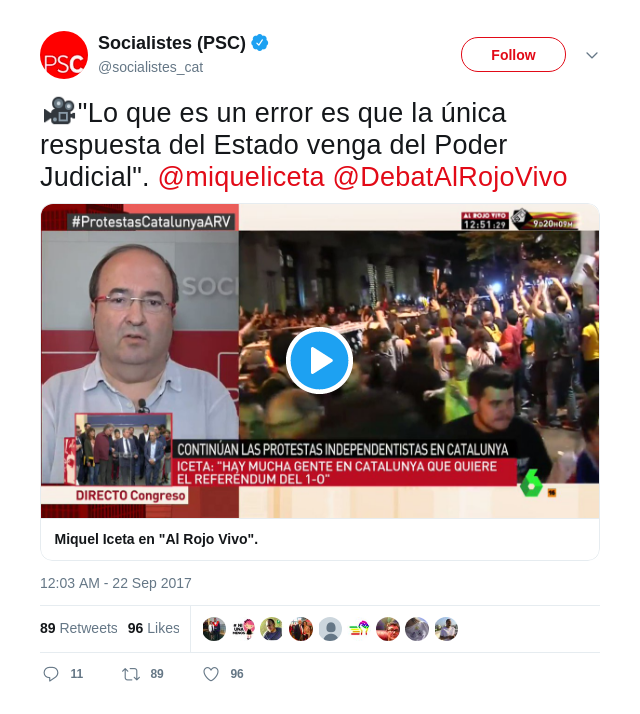 PSC
Socialistes (PSC)
@socialistes_cat
Follow
"Lo que es un error es que la única
respuesta del Estado venga del Poder
Judicial". @miqueliceta @DebatAlRojoVivo
#ProtestasCatalunyaARV
AL ROJO VIVO
12:51:29
9D20H09M
SOC
CONTINÚAN LAS PROTESTAS INDEPENDENTISTAS EN CATALUNYA
ICETA: "HAY MUCHA GENTE EN CATALUNYA QUE QUIERE
EL REFERÉNDUM DEL 1-O"
DIRECTO Congreso
Miquel Iceta en "Al Rojo Vivo".
12:03 AM - 22 Sep 2017
89 Retweets 96 Likes
11 89 96